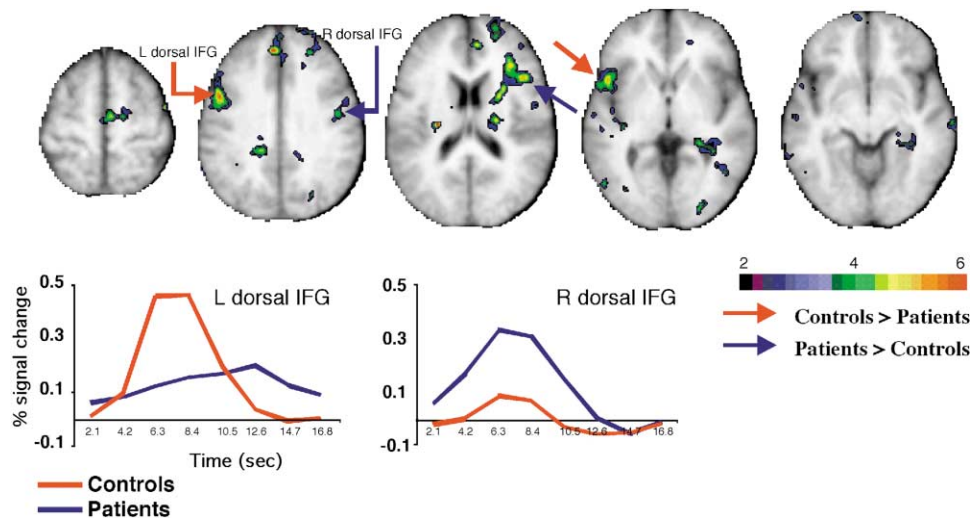 L dorsal IFG
R dorsal IFG
0.5
0.3
0.1
-0.1
% signal change
L dorsal IFG
2.1 4.2 6.3 8.4 10.5 12.6 14.7 16.8
Time (sec)
0.5
0.3
0.1
-0.1
R dorsal IFG
2.1 4.2 6.3 8.4 10.5 12.6 14.7 16.8
2 4 6
Controls > Patients
Patients > Controls
Controls
Patients